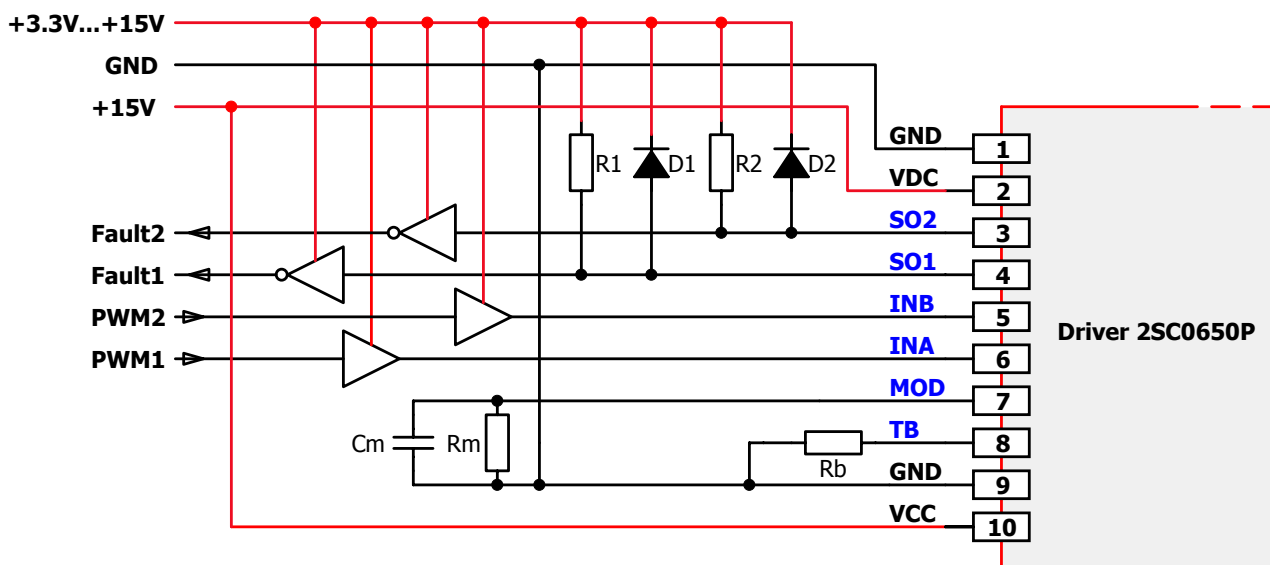 +3.3V...+15V
GND
+15V
GND
1
R1
D1
R2
D2
VDC
2
Fault2
SO2
3
Fault1
SO1
4
PWM2
INB
5
Driver 2SC0650P
PWM1
INA
6
MOD
7
Cm
Rm
TB
8
Rb
GND
9
VCC
10